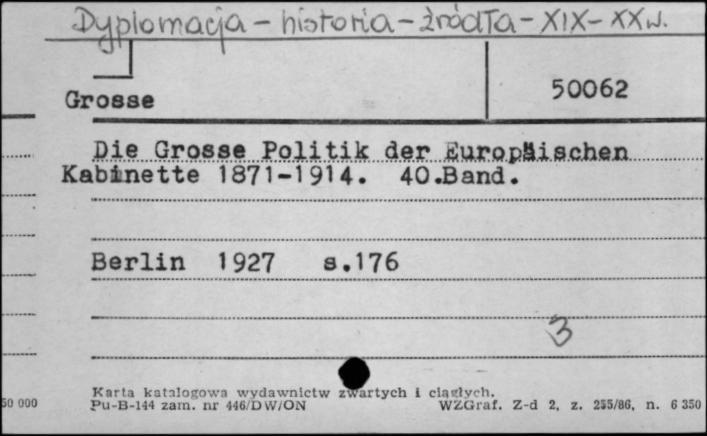 Dyplomacja - historia - źródła - XIX - XX w.
50062
Grosse
Die Grosse Politik der Europäischen
Kabinette 1871-1914. 40.Band.
Berlin 1927 s.176
3
Karta katalogowa wydawnictw zwartych i ciągłych.
50 000 Pu-B-144 zam. nr 446/DW/ON WZGraf. Z-d 2, z. 255/86, n. 6 350